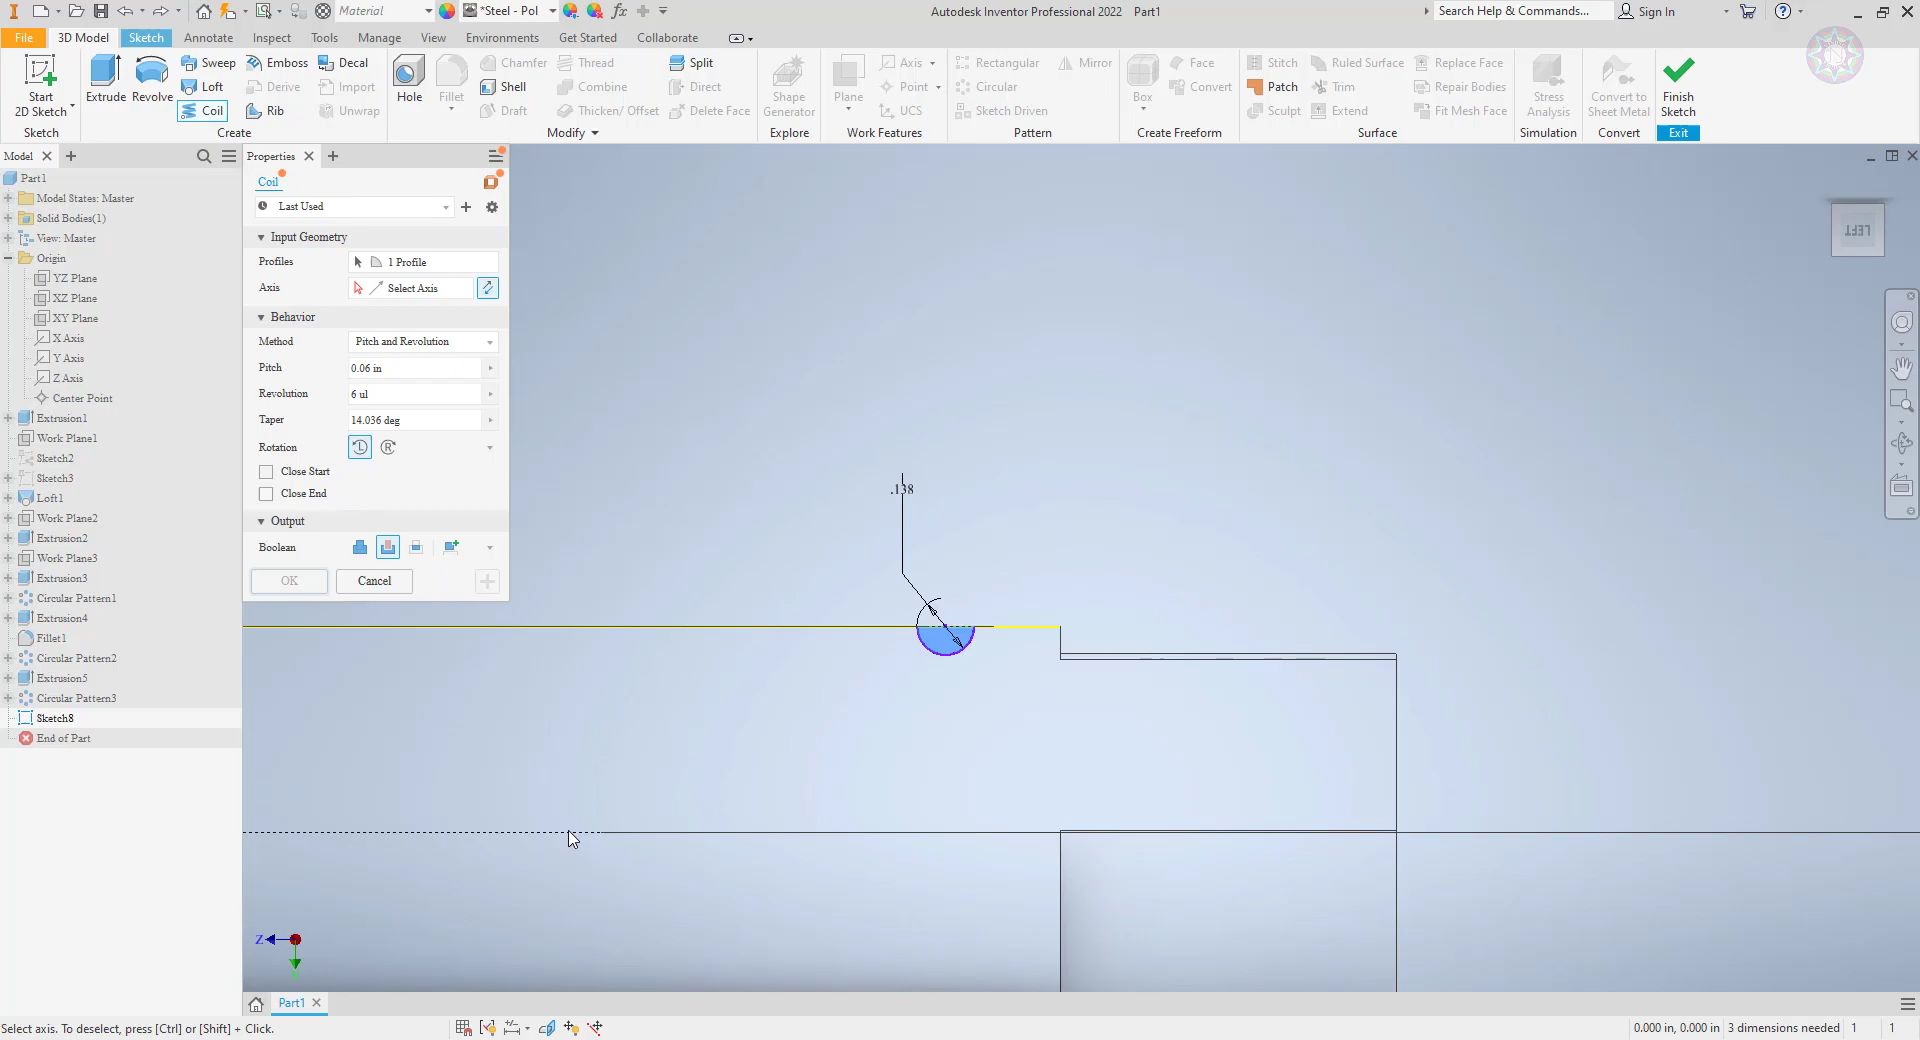 Material
*Steel - Pol
Autodesk Inventor Professional 2022 Part1
Search Help & Commands...
Sign In
File
3D Model
Sketch
Annotate
Inspect
Tools
Manage
View
Environments
Get Started
Collaborate
Start
2D Sketch
Sketch
Extrude
Revolve
Sweep
Loft
Coil
Emboss
Derive
Rib
Decal
Import
Unwrap
Create
Hole
Fillet
Chamfer
Shell
Draft
Thread
Combine
Thicken/ Offset
Split
Direct
Delete Face
Modify
Shape
Generator
Explore
Plane
Axis
Point
UCS
Work Features
Rectangular
Circular
Sketch Driven
Mirror
Pattern
Box
Face
Convert
Create Freeform
Stitch
Patch
Sculpt
Ruled Surface
Trim
Extend
Replace Face
Repair Bodies
Fit Mesh Face
Surface
Stress
Analysis
Simulation
Convert to
Sheet Metal
Convert
Finish
Sketch
Exit
Model
Part1
Model States: Master
Solid Bodies(1)
View: Master
Origin
YZ Plane
XZ Plane
XY Plane
X Axis
Y Axis
Z Axis
Center Point
Extrusion1
Work Plane1
Sketch2
Sketch3
Loft1
Work Plane2
Extrusion2
Work Plane3
Extrusion3
Circular Pattern1
Extrusion4
Fillet1
Circular Pattern2
Extrusion5
Circular Pattern3
Sketch8
End of Part
Properties
Coil
Last Used
Input Geometry
Profiles 1 Profile
Axis Select Axis
Behavior
Method Pitch and Revolution
Pitch 0.06 in
Revolution 6 ul
Taper 14.036 deg
Rotation
Close Start
Close End
Output
Boolean
OK Cancel
.138
LEFT
Z
Part1
Select axis. To deselect, press [Ctrl] or [Shift] + Click.
0.000 in, 0.000 in 3 dimensions needed 1 1